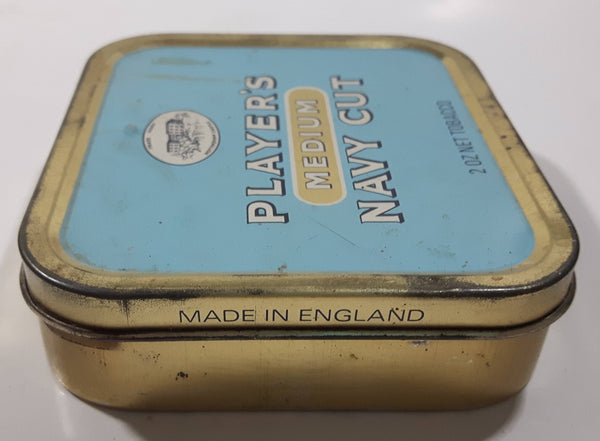 PLAYER'S
MEDIUM
NAVY CUT
2 OZ NET TOBACCO
MADE IN ENGLAND